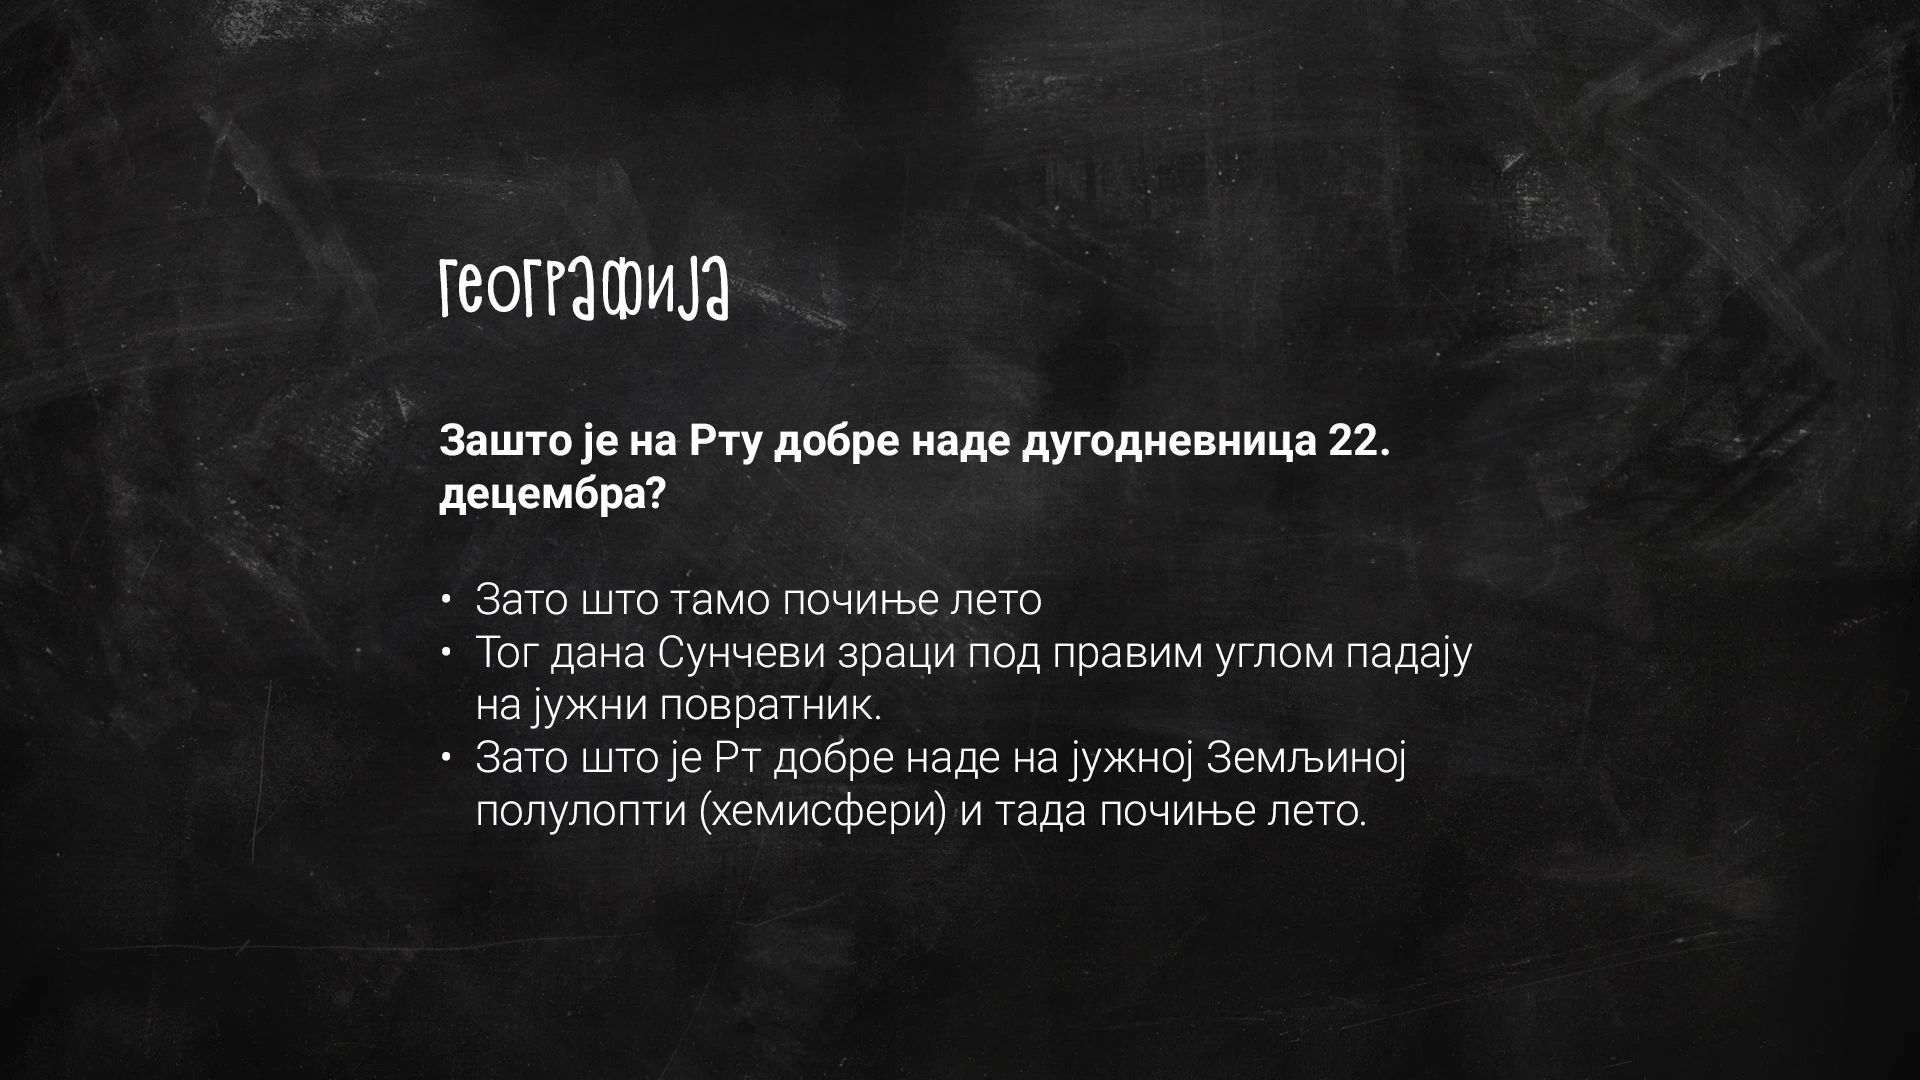 географија
Зашто је на Рту добре наде дугодневница 22.
децембра?
• Зато што тамо почиње лето
• Тог дана Сунчеви зраци под правим углом падају
на јужни повратник.
• Зато што је Рт добре наде на јужној Земљиној
полулопти (хемисфери) и тада почиње лето.